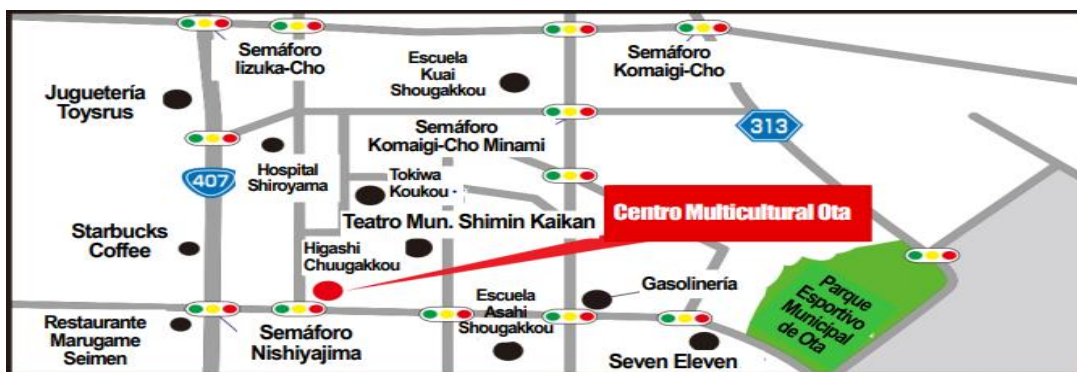 Semáforo
Iizuka-Cho
Escuela
Kuai
Shougakkou
Semáforo
Komaigi-Cho
Juguetería
Toysrus
Semáforo
Komaigi-Cho Minami
313
Hospital
Shiroyama
407
Tokiwa
Koukou
Centro Multicultural Ota
Teatro Mun. Shimin Kaikan
Starbucks
Coffee
Higashi
Chuugakkou
Gasolinería
Parque
Esportivo
Municipal
de Ota
Escuela
Asahi
Shougakkou
Restaurante
Marugame
Seimen
Semáforo
Nishiyajima
Seven Eleven